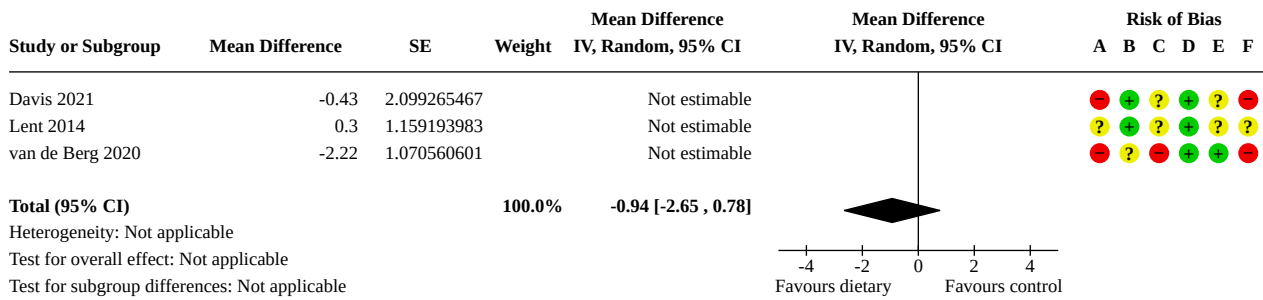 Mean Difference Mean Difference Risk of Bias
Study or Subgroup Mean Difference SE Weight IV, Random, 95% CI IV, Random, 95% CI A B C D E F
Davis 2021 -0.43 2.099265467 Not estimable − + ? + ? −
Lent 2014 0.3 1.159193983 Not estimable ? + ? + ? ?
van de Berg 2020 -2.22 1.070560601 Not estimable − ? − + + −
Total (95% CI) 100.0% -0.94 [-2.65 , 0.78]
Heterogeneity: Not applicable
Test for overall effect: Not applicable -4 -2 0 2 4
Test for subgroup differences: Not applicable Favours dietary Favours control